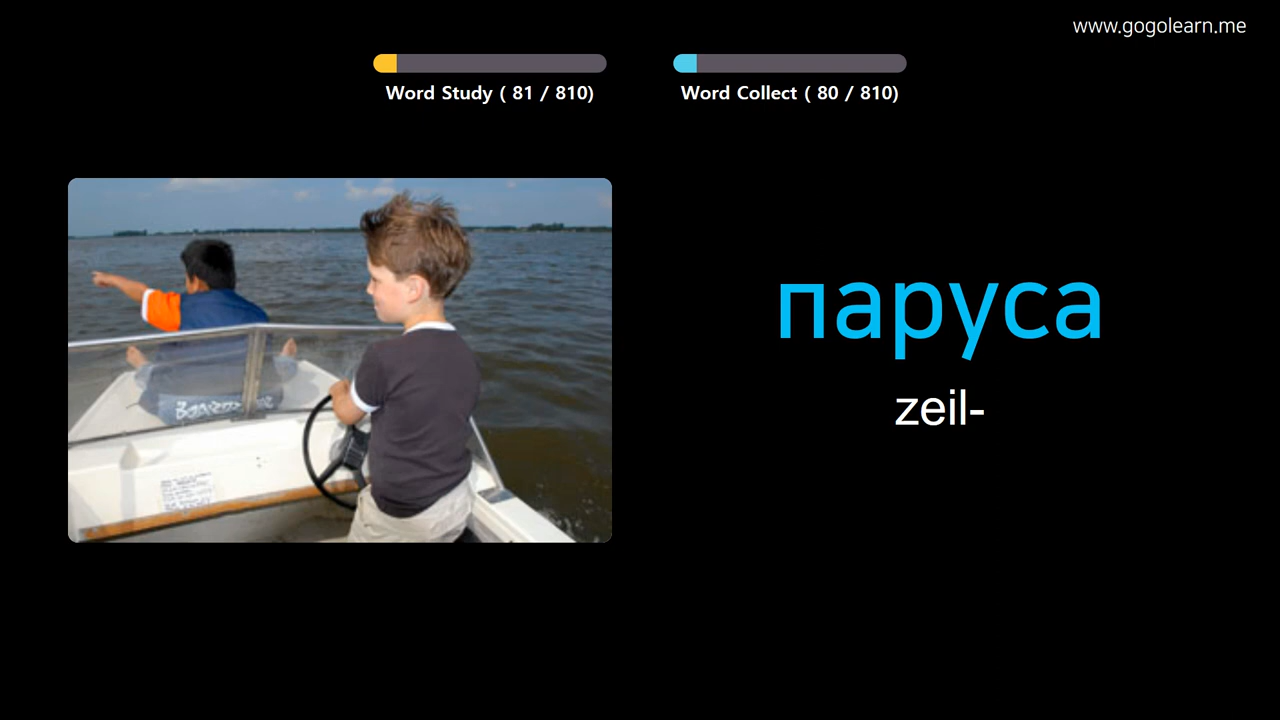 www.gogolearn.me
Word Study ( 81 / 810)
Word Collect ( 80 / 810)
паруса
zeil-